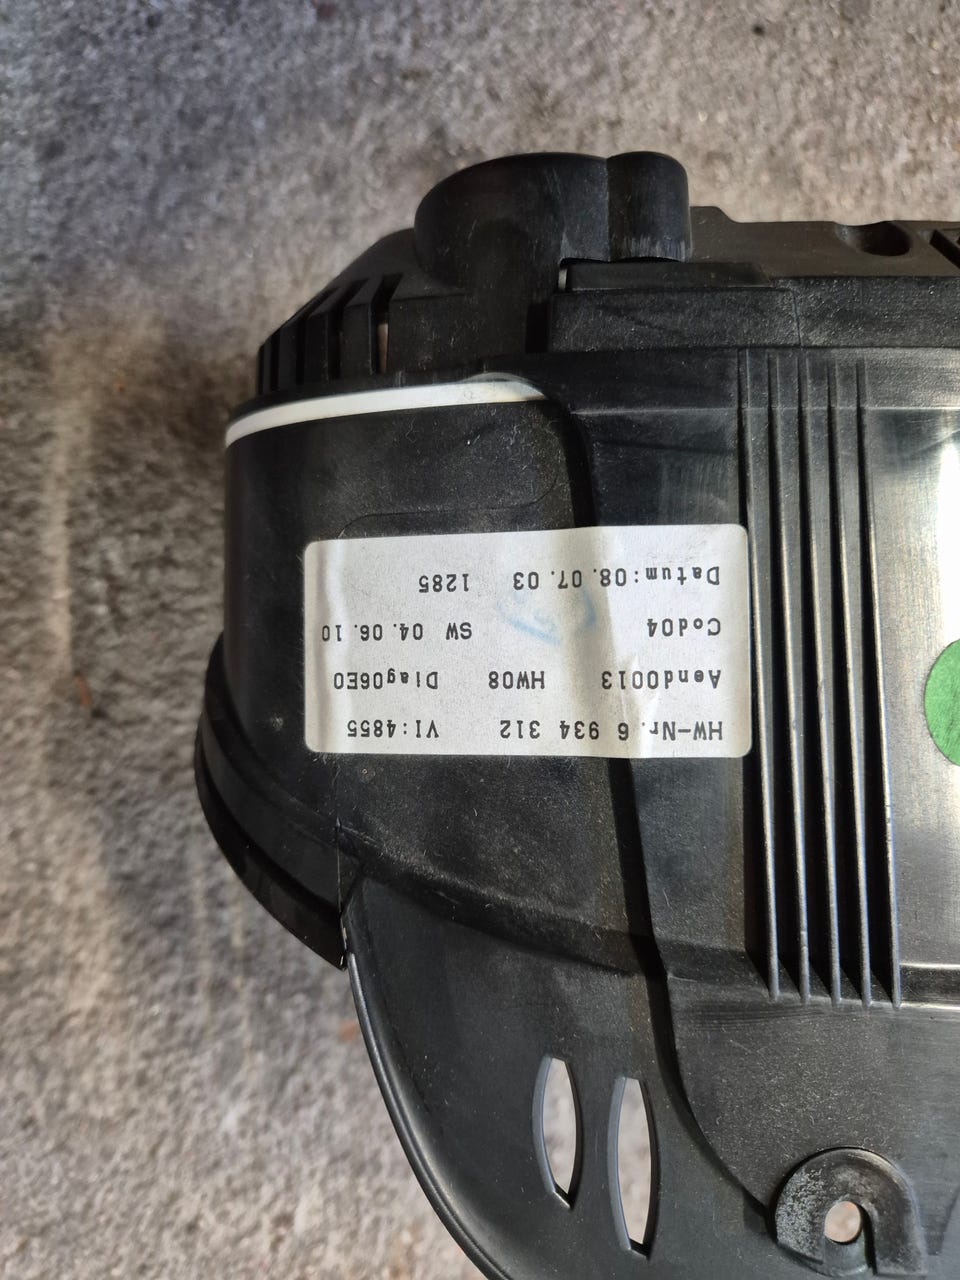 HW-Nr.6 934 312 VI:4855
Aend0013 HW08 Diag06E0
Cod04 SW 04.06.10
Datum:08.07.03 1285